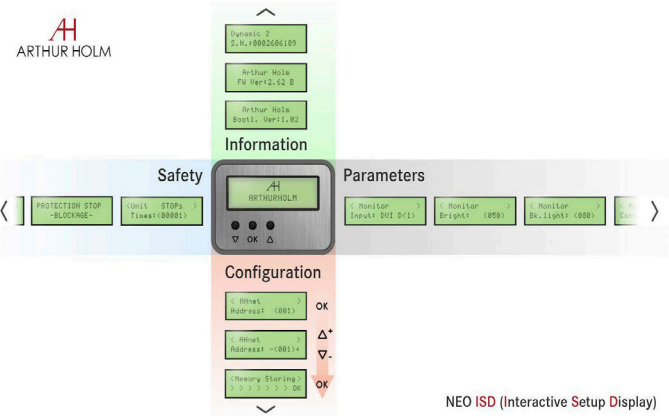 AH
ARTHUR HOLM
Dynamic 2
S.N.:0002606189
Arthur Holm
FW Ver:2.62 B
Arthur Holm
Bootl. Ver:1.02
Information
Safety
Parameters
PROTECTION STOP
-BLOCKAGE-
<Unit STOPs >
Times:(00001)
AH
ARTHURHOLM
▽ OK △
< Monitor >
Input: DVI D(1)
< Monitor >
Bright: (050)
< Monitor >
Bk.light: (080)
Configuration
< AHnet >
Address: (001)
OK
< AHnet >
Address: -(001)+
△+
▽-
<Memory Storing>
> > > > > > > OK
OK
NEO ISD (Interactive Setup Display)